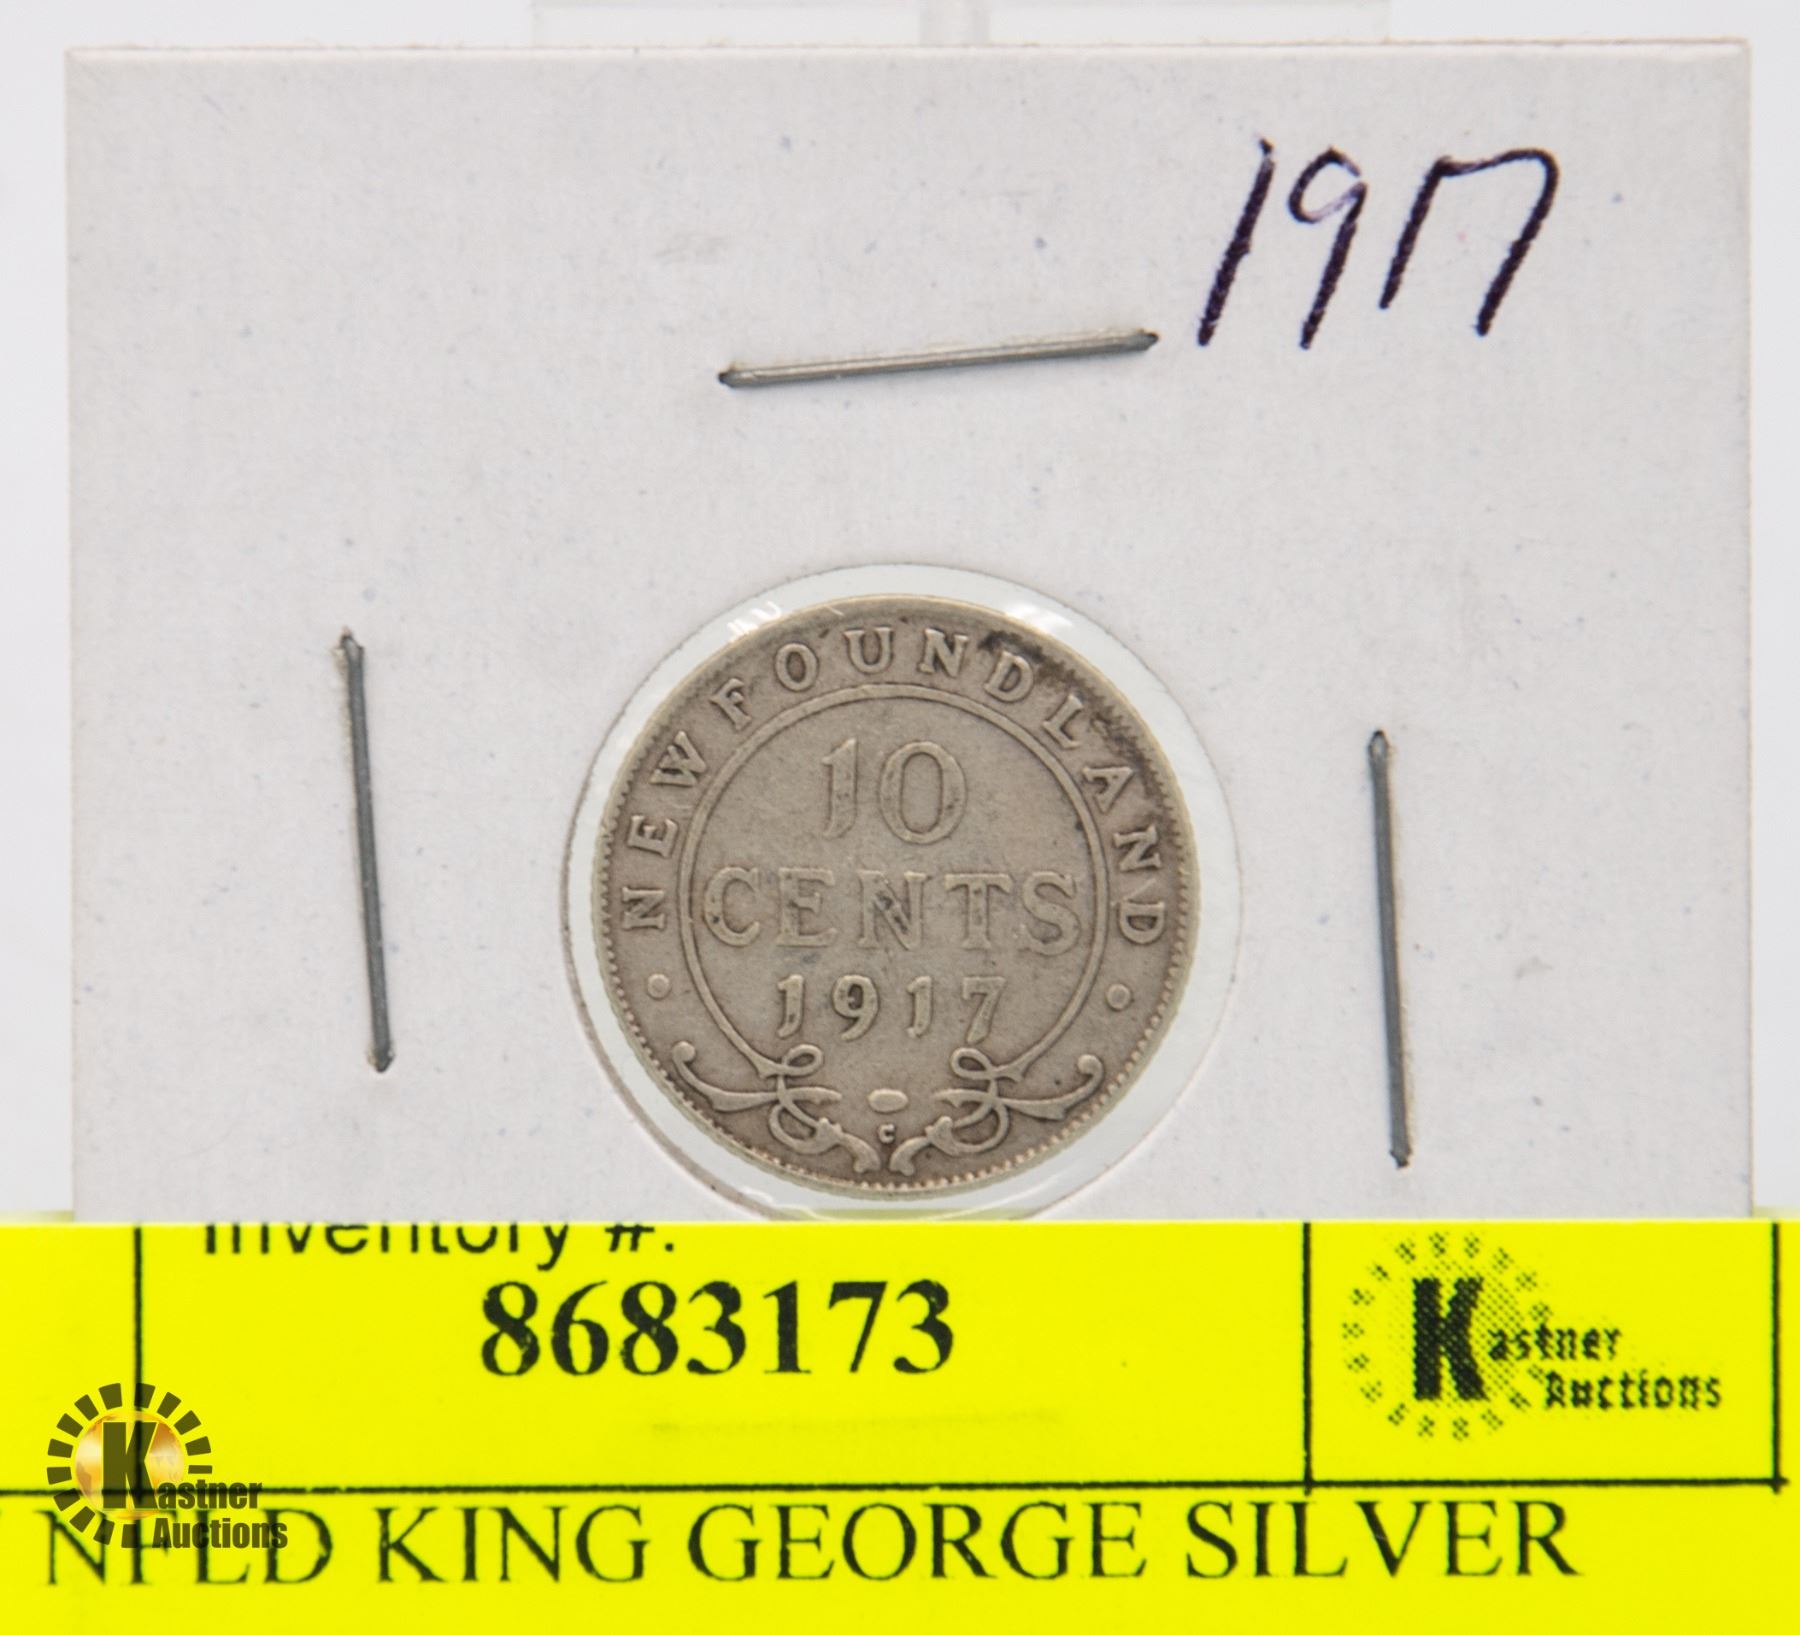 1917
NEWFOUNDLAND
10
CENTS
1917
C
Inventory #:
8683173
Kastner
Auctions
Kastner
Auctions
NFLD KING GEORGE SILVER